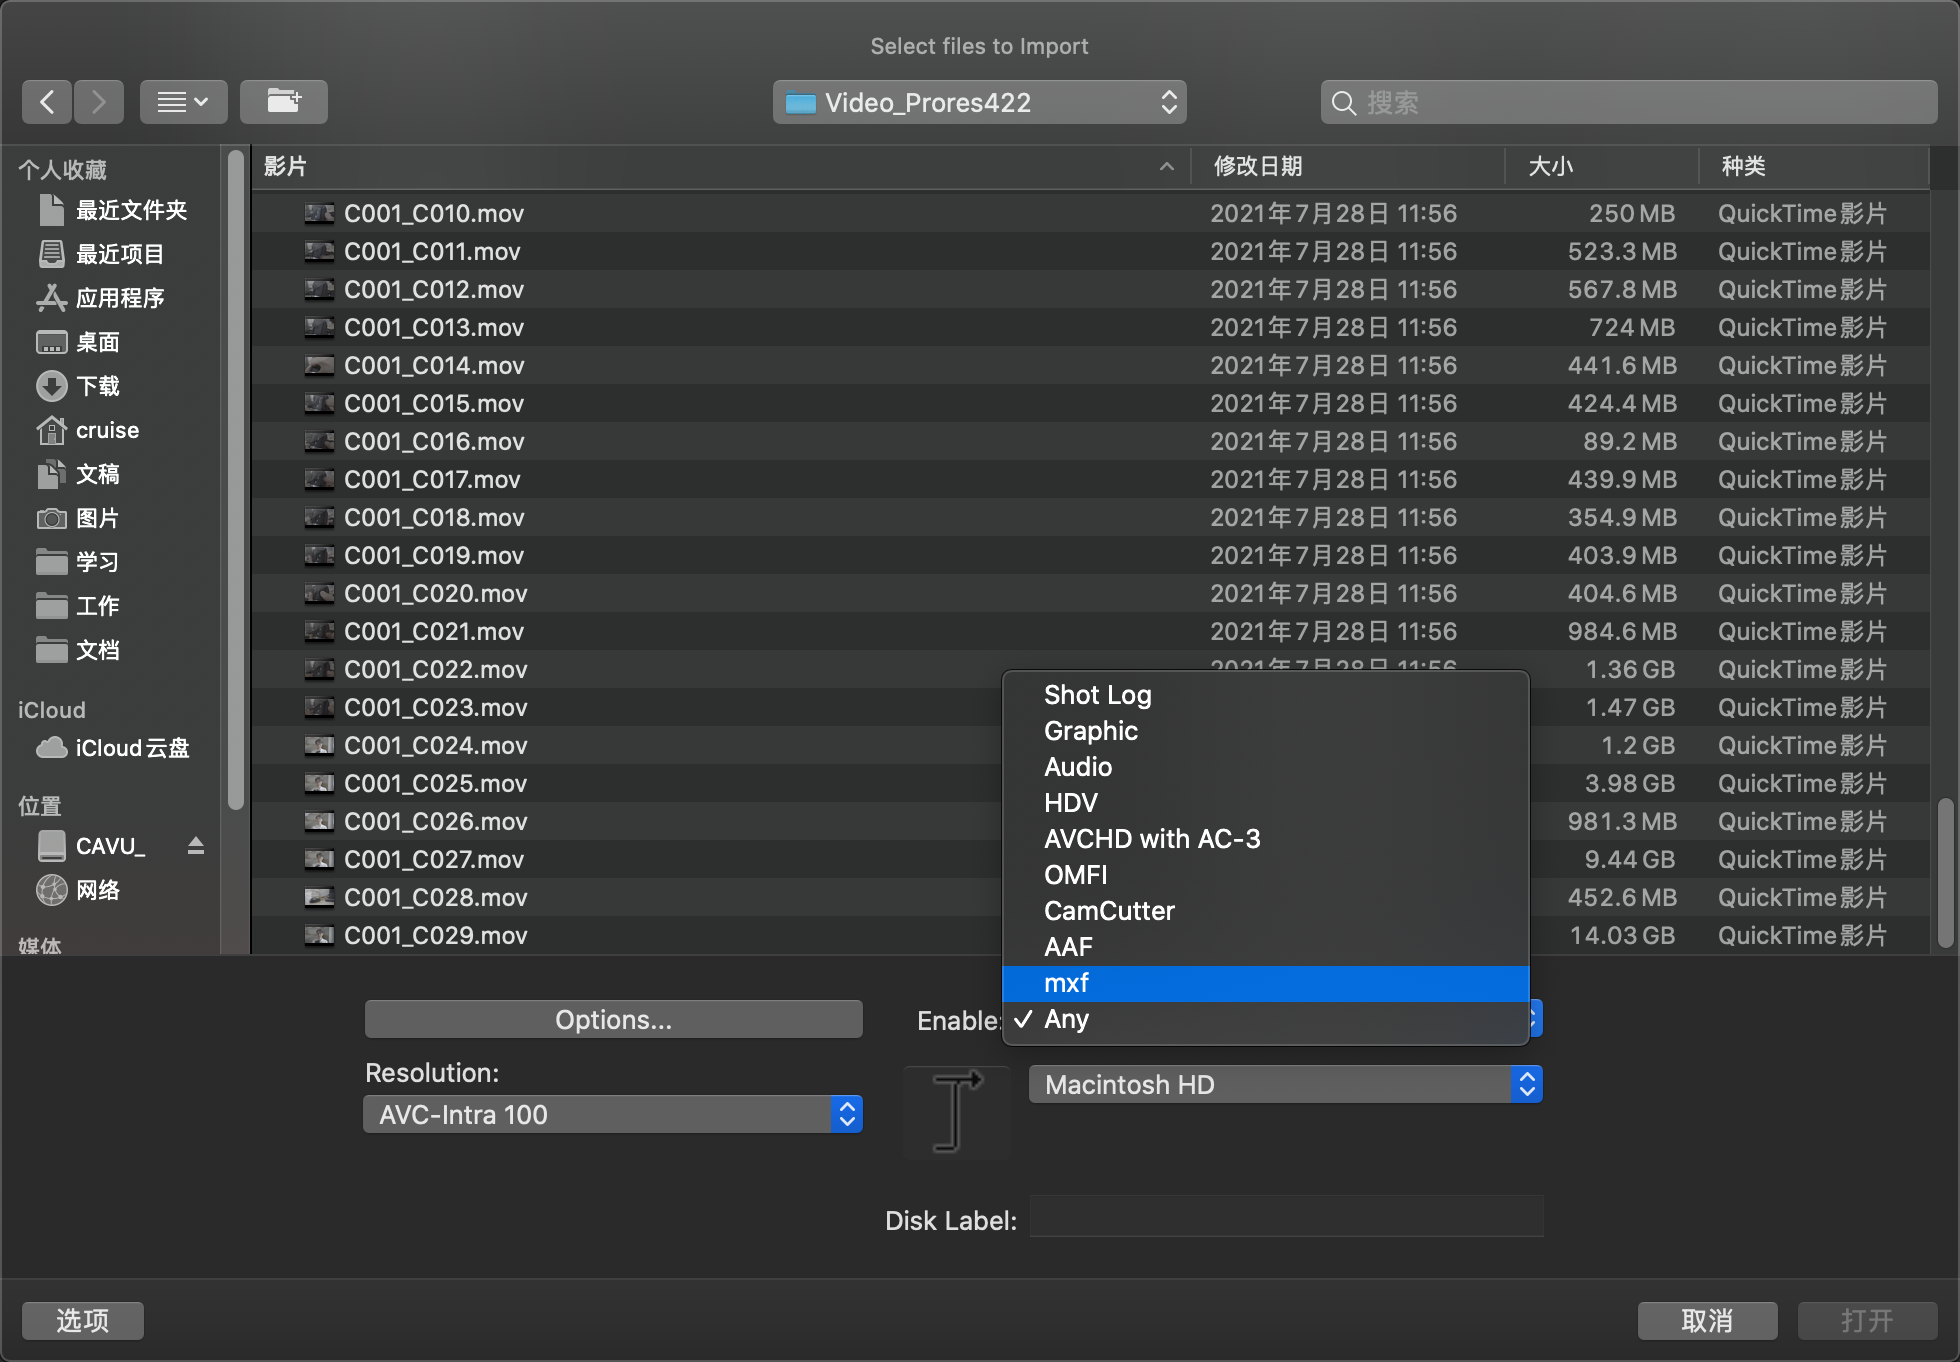 Select files to Import
Video_Prores422
搜索
个人收藏
最近文件夹
最近项目
应用程序
桌面
下载
cruise
文稿
图片
学习
工作
文档
iCloud
iCloud云盘
位置
CAVU_
网络
媒体
影片 修改日期 大小 种类
C001_C010.mov 2021年7月28日 11:56 250 MB QuickTime影片
C001_C011.mov 2021年7月28日 11:56 523.3 MB QuickTime影片
C001_C012.mov 2021年7月28日 11:56 567.8 MB QuickTime影片
C001_C013.mov 2021年7月28日 11:56 724 MB QuickTime影片
C001_C014.mov 2021年7月28日 11:56 441.6 MB QuickTime影片
C001_C015.mov 2021年7月28日 11:56 424.4 MB QuickTime影片
C001_C016.mov 2021年7月28日 11:56 89.2 MB QuickTime影片
C001_C017.mov 2021年7月28日 11:56 439.9 MB QuickTime影片
C001_C018.mov 2021年7月28日 11:56 354.9 MB QuickTime影片
C001_C019.mov 2021年7月28日 11:56 403.9 MB QuickTime影片
C001_C020.mov 2021年7月28日 11:56 404.6 MB QuickTime影片
C001_C021.mov 2021年7月28日 11:56 984.6 MB QuickTime影片
C001_C022.mov 2021年7月28日 11:56 1.36 GB QuickTime影片
C001_C023.mov 1.47 GB QuickTime影片
C001_C024.mov 1.2 GB QuickTime影片
C001_C025.mov 3.98 GB QuickTime影片
C001_C026.mov 981.3 MB QuickTime影片
C001_C027.mov 9.44 GB QuickTime影片
C001_C028.mov 452.6 MB QuickTime影片
C001_C029.mov 14.03 GB QuickTime影片
Shot Log
Graphic
Audio
HDV
AVCHD with AC-3
OMFI
CamCutter
AAF
mxf
Any
Options...
Enable:
Resolution:
AVC-Intra 100
Macintosh HD
Disk Label:
选项
取消
打开